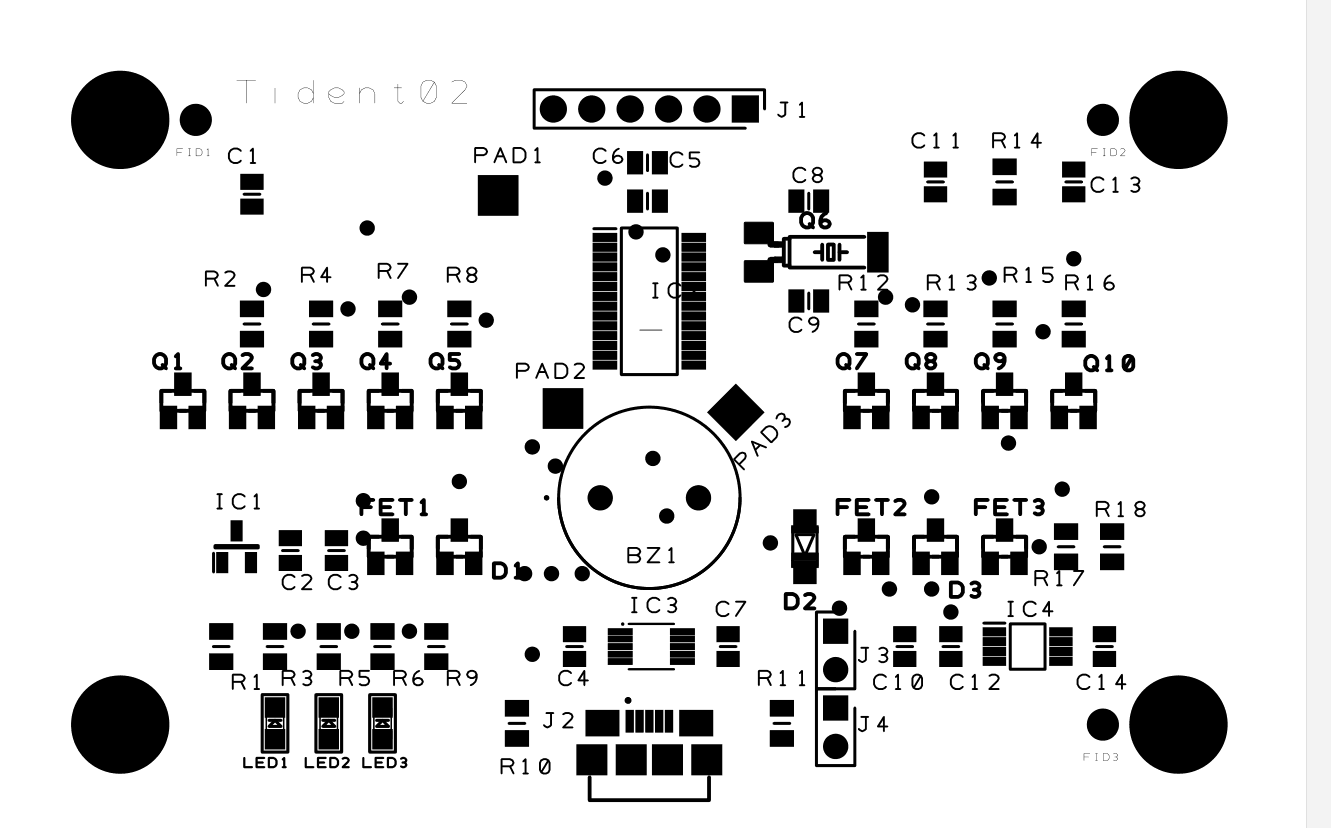 Tident02
J1
FID1
C1
PAD1
C6
C5
C11
R14
FID2
C8
C13
Q6
R2
R4
R7
R8
R12
R13
R15
R16
C9
Q1
Q2
Q3
Q4
Q5
PAD2
Q7
Q8
Q9
Q10
PAD3
IC1
FET1
FET2
FET3
R18
BZ1
C2
C3
D1
D2
D3
R17
IC3
C7
IC4
R1
R3
R5
R6
R9
C4
R11
J3
C10
C12
C14
J2
J4
LED1
LED2
LED3
R10
FID3